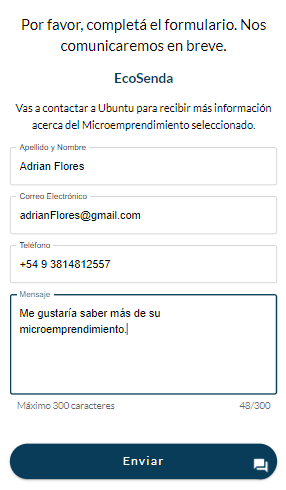 Por favor, completá el formulario. Nos
comunicaremos en breve.
EcoSenda
Vas a contactar a Ubuntu para recibir más información
acerca del Microemprendimiento seleccionado.
Apellido y Nombre
Adrian Flores
Correo Electrónico
adrianFlores@gmail.com
Teléfono
+54 9 3814812557
Mensaje
Me gustaría saber más de su
microemprendimiento.
Máximo 300 caracteres 48/300
Enviar